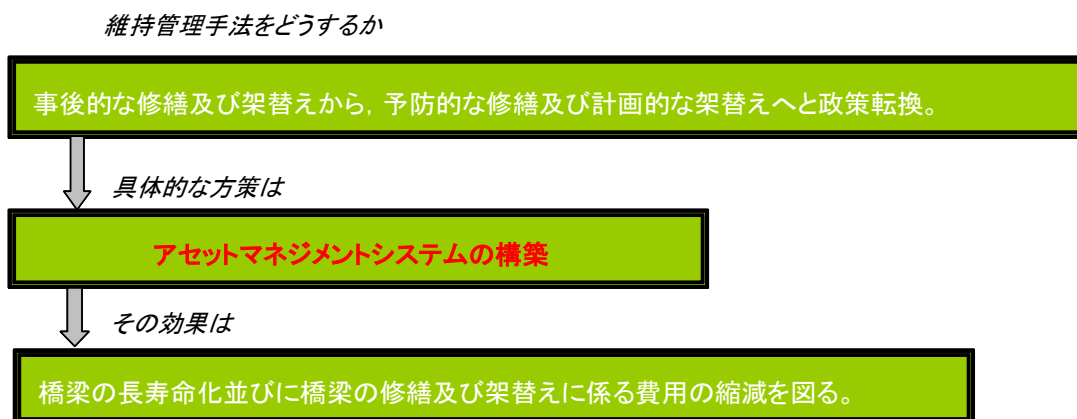 維持管理手法をどうするか
事後的な修繕及び架替えから，予防的な修繕及び計画的な架替えへと政策転換。
具体的な方策は
アセットマネジメントシステムの構築
その効果は
橋梁の長寿命化並びに橋梁の修繕及び架替えに係る費用の縮減を図る。